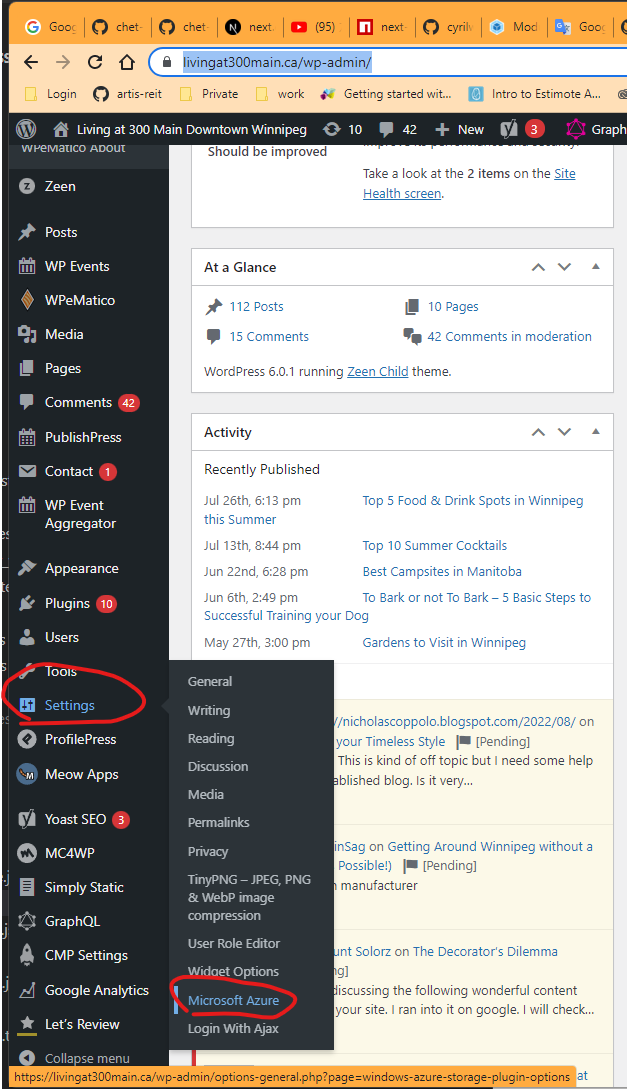 Goog
chet-
chet-
next.
(95)
next-
cyrilw
Mod
Goog
livingat300main.ca/wp-admin/
Login
artis-reit
Private
work
Getting started wit...
Intro to Estimote A...
Living at 300 Main Downtown Winnipeg
10
42
New
3
Graph
WPeMatico About
Zeen
Posts
WP Events
WPeMatico
Media
Pages
Comments 42
PublishPress
Contact 1
WP Event
Aggregator
Appearance
Plugins 10
Users
Tools
Settings
ProfilePress
Meow Apps
Yoast SEO 3
MC4WP
Simply Static
GraphQL
CMP Settings
Google Analytics
Let's Review
Collapse menu
Should be improved
Take a look at the 2 items on the Site
Health screen.
At a Glance
112 Posts
10 Pages
15 Comments
42 Comments in moderation
WordPress 6.0.1 running Zeen Child theme.
Activity
Recently Published
Jul 26th, 6:13 pm Top 5 Food & Drink Spots in Winnipeg
this Summer
Jul 13th, 8:44 pm Top 10 Summer Cocktails
Jun 22nd, 6:28 pm Best Campsites in Manitoba
Jun 6th, 2:49 pm To Bark or not To Bark – 5 Basic Steps to
Successful Training your Dog
May 27th, 3:00 pm Gardens to Visit in Winnipeg
General
Writing
Reading
Discussion
Media
Permalinks
Privacy
TinyPNG – JPEG, PNG
& WebP image
compression
User Role Editor
Widget Options
Microsoft Azure
Login With Ajax
//nicholascoppolo.blogspot.com/2022/08/ on
your Timeless Style [Pending]
This is kind of off topic but I need some help
ablished blog. Is it very...
inSag on Getting Around Winnipeg without a
Possible!) [Pending]
n manufacturer
unt Solorz on The Decorator's Dilemma
ng]
discussing the following wonderful content
your site. I ran into it on google. I will check...
at
https://livingat300main.ca/wp-admin/options-general.php?page=windows-azure-storage-plugin-options